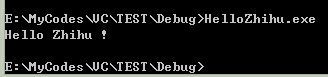 E:\MyCodes\VC\TEST\Debug>HelloZhihu.exe
Hello Zhihu !
E:\MyCodes\VC\TEST\Debug>